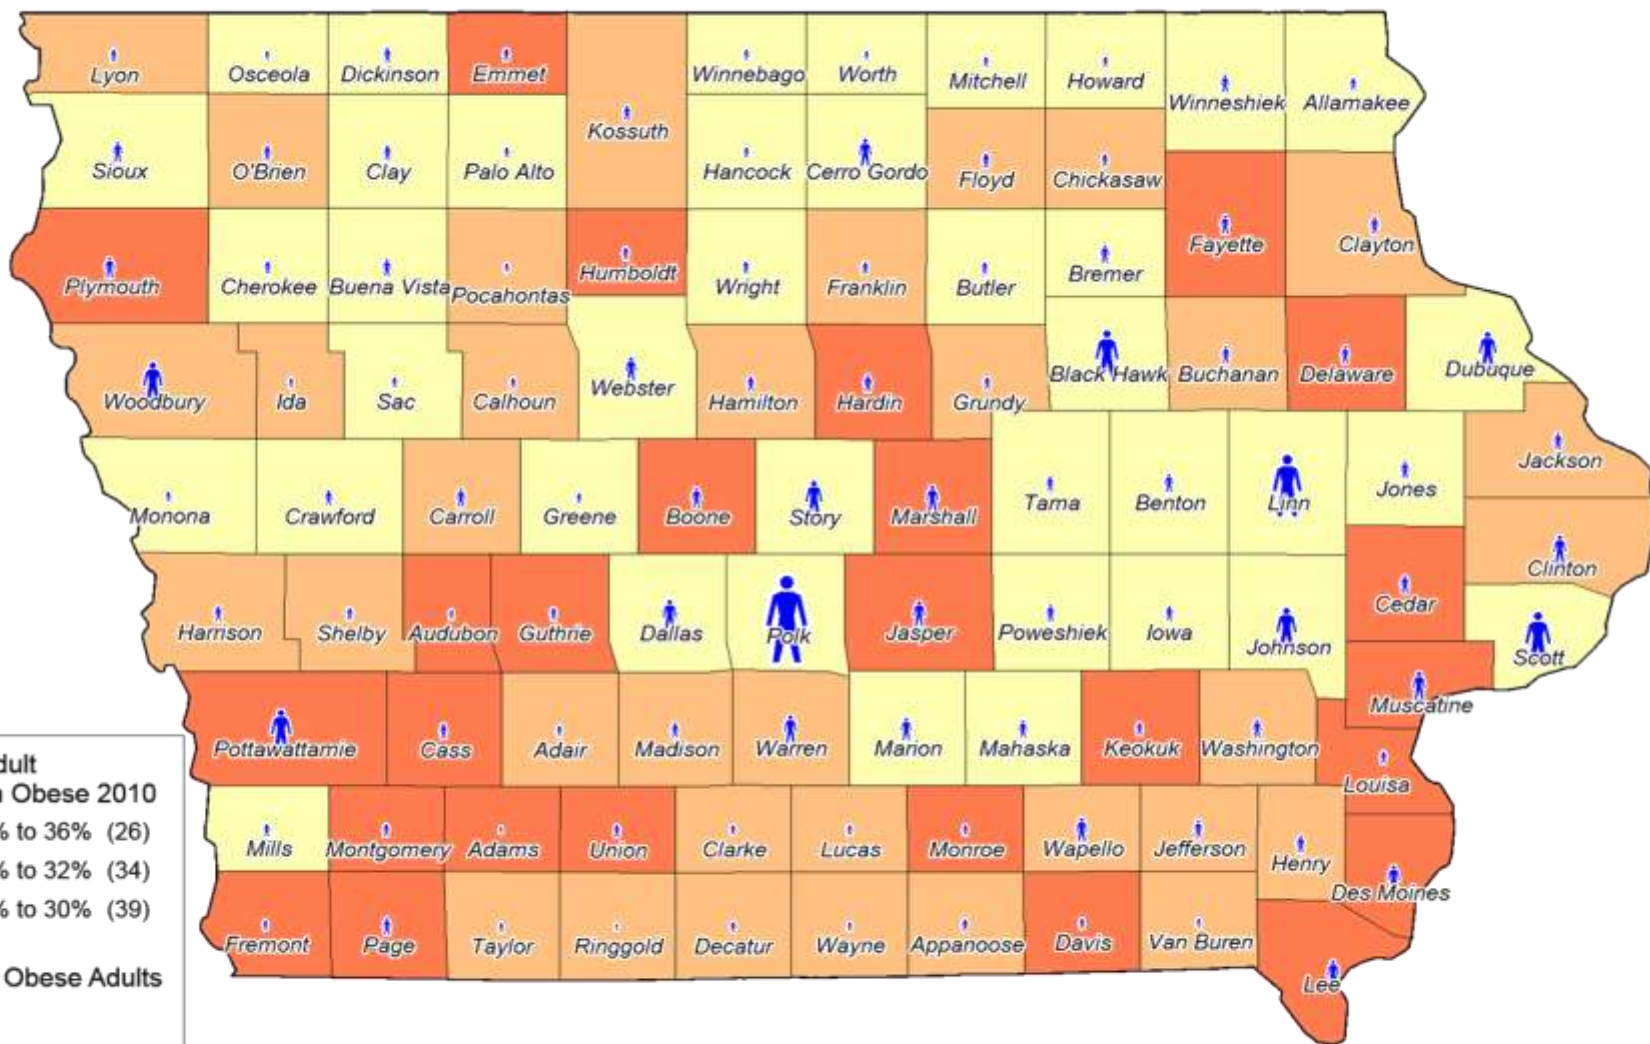 Lyon
Osceola
Dickinson
Emmet
Kossuth
Winnebago
Worth
Mitchell
Howard
Winneshiek
Allamakee
Sioux
O'Brien
Clay
Palo Alto
Hancock
Cerro Gordo
Floyd
Chickasaw
Fayette
Clayton
Plymouth
Cherokee
Buena Vista
Pocahontas
Humboldt
Wright
Franklin
Butler
Bremer
Woodbury
Ida
Sac
Calhoun
Webster
Hamilton
Hardin
Grundy
Black Hawk
Buchanan
Delaware
Dubuque
Monona
Crawford
Carroll
Greene
Boone
Story
Marshall
Tama
Benton
Linn
Jones
Jackson
Clinton
Harrison
Shelby
Audubon
Guthrie
Dallas
Polk
Jasper
Poweshiek
Iowa
Johnson
Cedar
Scott
Muscatine
Pottawattamie
Cass
Adair
Madison
Warren
Marion
Mahaska
Keokuk
Washington
Louisa
Mills
Montgomery
Adams
Union
Clarke
Lucas
Monroe
Wapello
Jefferson
Henry
Des Moines
Fremont
Page
Taylor
Ringgold
Decatur
Wayne
Appanoose
Davis
Van Buren
Lee
dult
Obese 2010
% to 36% (26)
% to 32% (34)
% to 30% (39)
Obese Adults